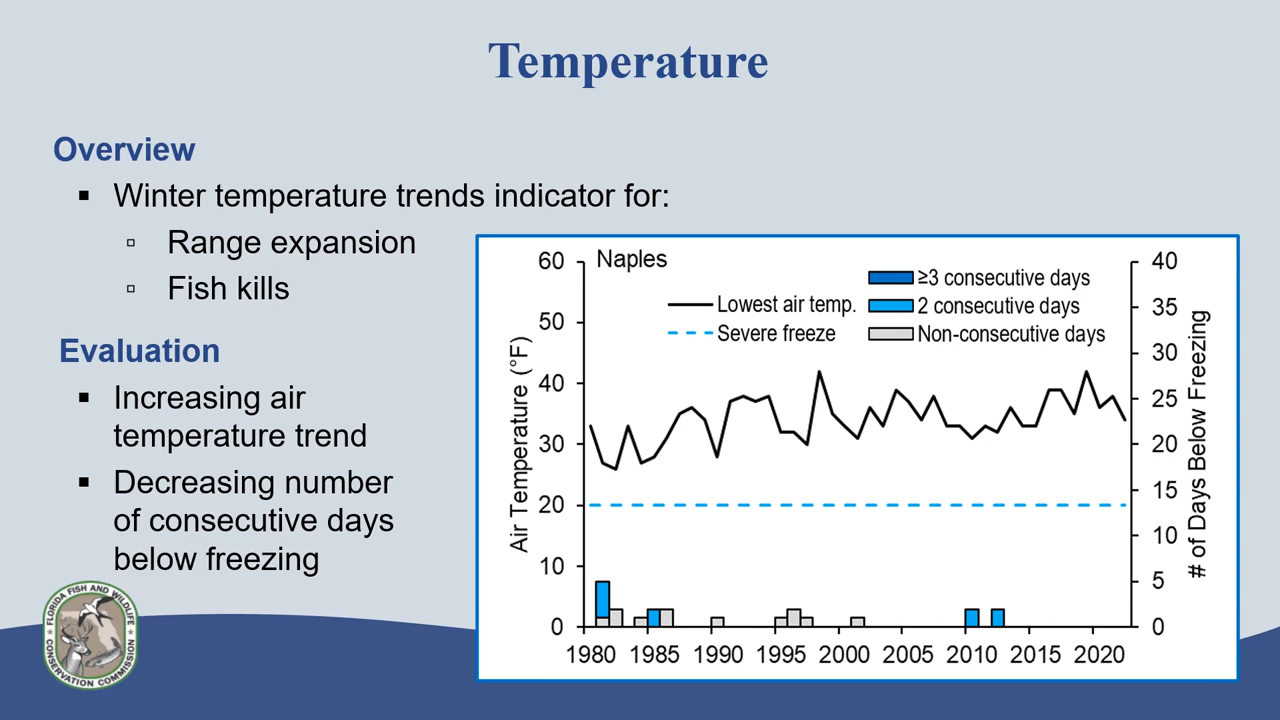 Temperature
Overview
▪ Winter temperature trends indicator for:
▫ Range expansion
▫ Fish kills
Evaluation
▪ Increasing air
temperature trend
▪ Decreasing number
of consecutive days
below freezing
Naples
≥3 consecutive days
Lowest air temp.
2 consecutive days
Severe freeze
Non-consecutive days
Air Temperature (°F)
60
50
40
30
20
10
0
# of Days Below Freezing
40
35
30
25
20
15
10
5
0
1980 1985 1990 1995 2000 2005 2010 2015 2020
FLORIDA FISH AND WILDLIFE
CONSERVATION COMMISSION